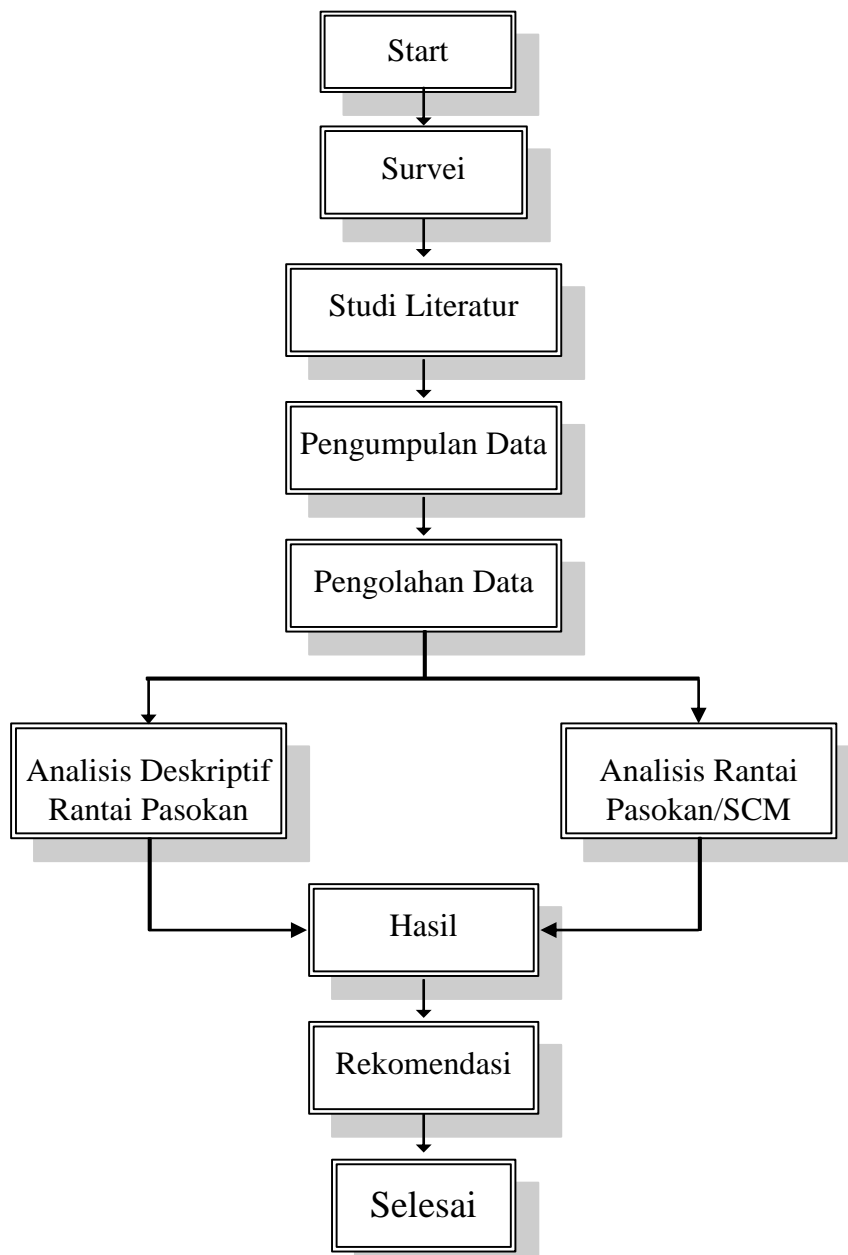 Start
Survei
Studi Literatur
Pengumpulan Data
Pengolahan Data
Analisis Deskriptif
Rantai Pasokan
Analisis Rantai
Pasokan/SCM
Hasil
Rekomendasi
Selesai